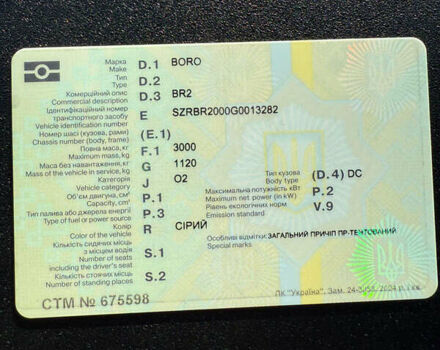 Марка D.1 BORO
Make
Тип D.2
Type
Комерційний опис D.3 BR2
Commercial description
Ідентифікаційний номер
транспортного засобу E SZRBR2000G0013282
Vehicle identification number
Номер шасі (кузова, рами) (E.1)
Chassis number (body, frame)
Повна маса, кг F.1 3000
Maximum mass, kg
Маса без навантаження, кг G 1120
Mass of the vehicle in service, kg
Категорія J O2 Тип кузова (D.4) DC
Vehicle category Body type
Об'єм двигуна, см³ P.1 Максимальна потужність кВт P.2
Capacity, cm³ Maximum net power (in kW)
Тип палива або джерела енергії P.3 Рівень екологічних норм V.9
Type of fuel or power source Emission standard
Колір R СІРИЙ
Color of the vehicle
Кількість сидячих Особливі відмітки: ЗАГАЛЬНИЙ ПРИЧІП ПР-ТЕНТОВАНИЙ
з місцем водія S.1 Special marks
Number of seats
including the driver's seat
Кількість стоячих місць S.2
Number of standing places
СТМ № 675598 ПК "Україна". Зам. 2024 р.